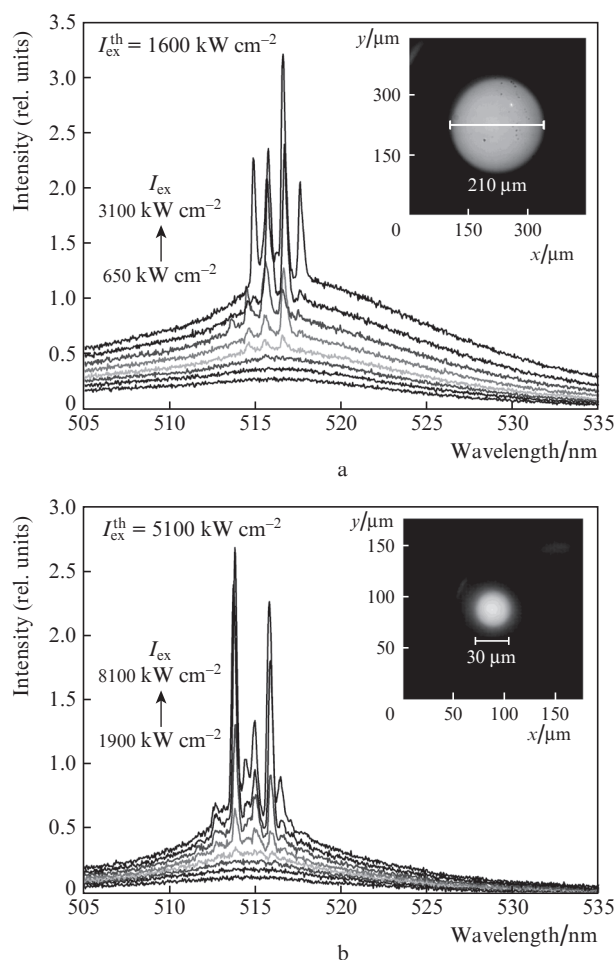 Intensity (rel. units)
3.5
3.0
2.5
2.0
1.5
1.0
0.5
0
I_ex^th = 1600 kW cm⁻²
I_ex
3100 kW cm⁻²
650 kW cm⁻²
y/μm
300
150
0
150
300
x/μm
210 μm
505
510
515
520
525
530
535
Wavelength/nm
a
Intensity (rel. units)
3.0
2.5
2.0
1.5
1.0
0.5
0
I_ex^th = 5100 kW cm⁻²
I_ex
8100 kW cm⁻²
1900 kW cm⁻²
y/μm
150
100
50
0
50
100
150
x/μm
30 μm
505
510
515
520
525
530
535
Wavelength/nm
b